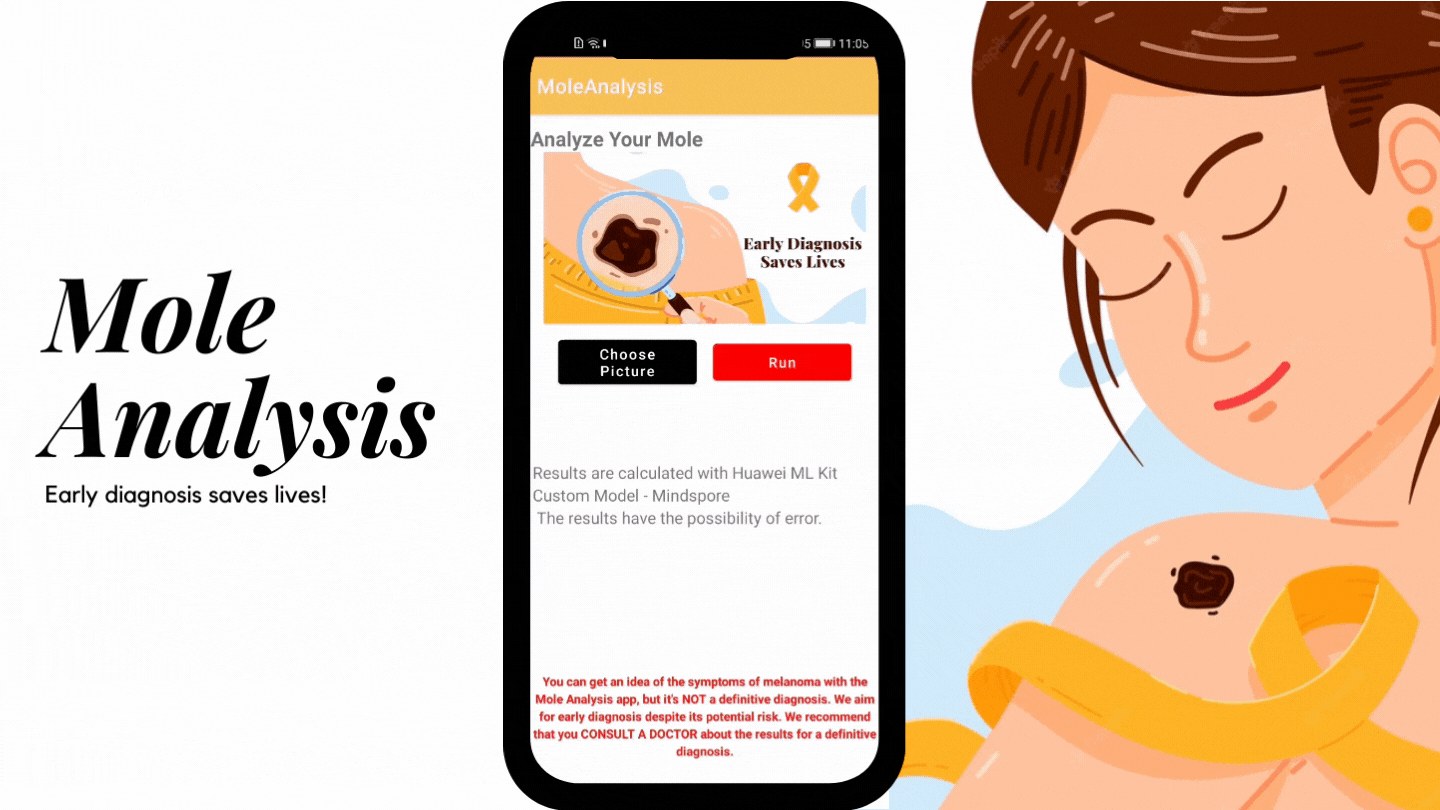 Mole
Analysis
Early diagnosis saves lives!
11:05
MoleAnalysis
Analyze Your Mole
Early Diagnosis
Saves Lives
Choose
Picture
Run
Results are calculated with Huawei ML Kit
Custom Model - Mindspore
The results have the possibility of error.
You can get an idea of the symptoms of melanoma with the
Mole Analysis app, but it's NOT a definitive diagnosis. We aim
for early diagnosis despite its potential risk. We recommend
that you CONSULT A DOCTOR about the results for a definitive
diagnosis.